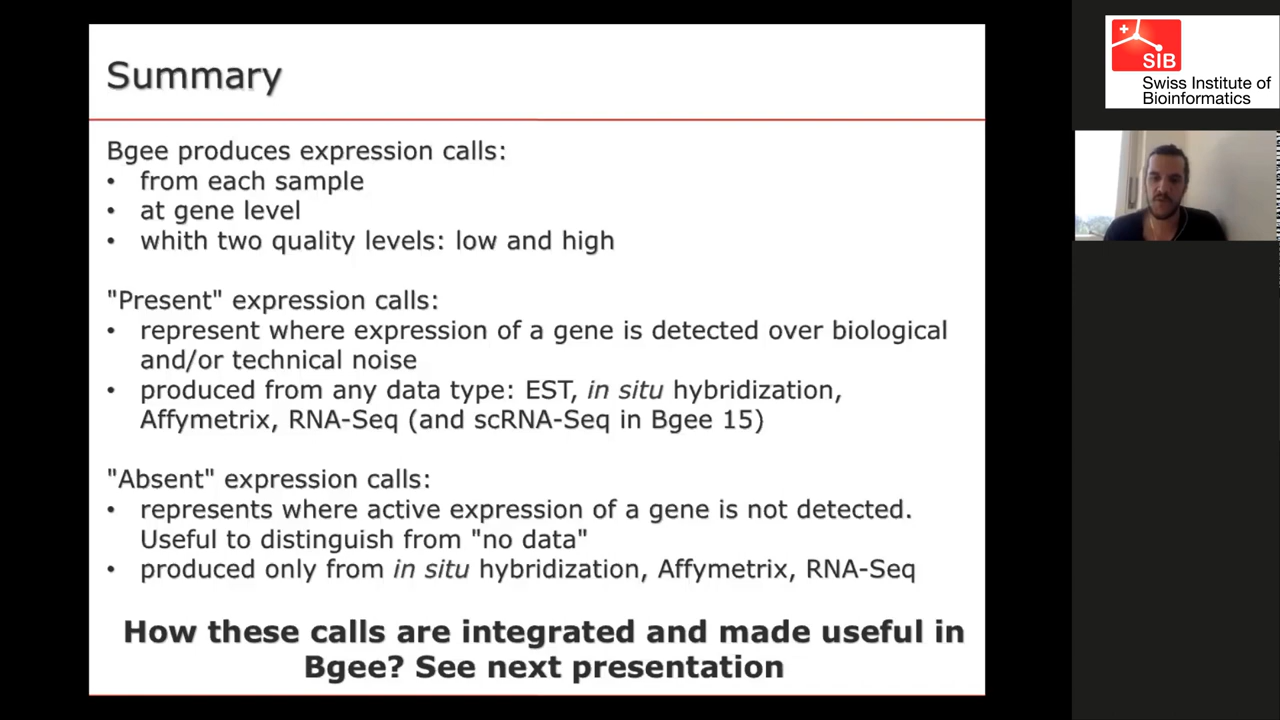 Summary
Bgee produces expression calls:
• from each sample
• at gene level
• whith two quality levels: low and high
"Present" expression calls:
• represent where expression of a gene is detected over biological
and/or technical noise
• produced from any data type: EST, in situ hybridization,
Affymetrix, RNA-Seq (and scRNA-Seq in Bgee 15)
"Absent" expression calls:
• represents where active expression of a gene is not detected.
Useful to distinguish from "no data"
• produced only from in situ hybridization, Affymetrix, RNA-Seq
How these calls are integrated and made useful in
Bgee? See next presentation
SIB
Swiss Institute of
Bioinformatics